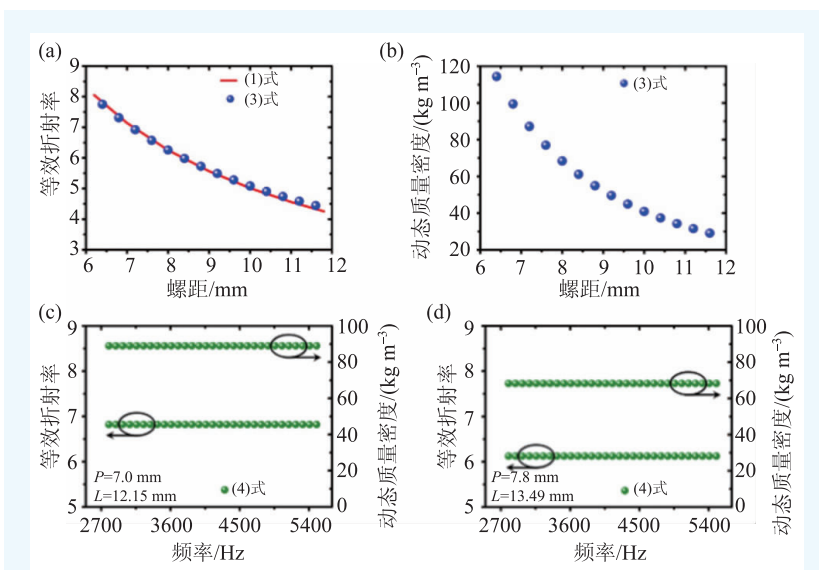 (a)
等效折射率
9
8
7
6
5
4
3
(1)式
(3)式
6 7 8 9 10 11 12
螺距/mm
(b)
动态质量密度/(kg m−3)
120
100
80
60
40
20
(3)式
6 7 8 9 10 11 12
螺距/mm
(c)
等效折射率
9
8
7
6
5
P=7.0 mm
L=12.15 mm
(4)式
100
80
60
40
20
0
动态质量密度/(kg m−3)
2700 3600 4500 5400
频率/Hz
(d)
等效折射率
9
8
7
6
5
P=7.8 mm
L=13.49 mm
(4)式
100
80
60
40
20
0
动态质量密度/(kg m−3)
2700 3600 4500 5400
频率/Hz